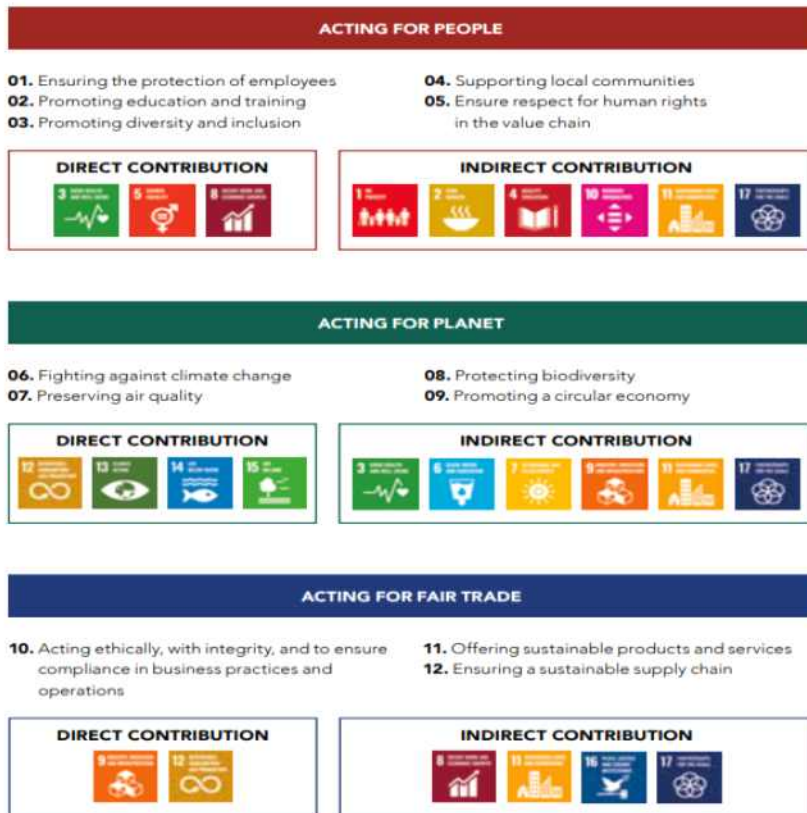 ACTING FOR PEOPLE
01. Ensuring the protection of employees
02. Promoting education and training
03. Promoting diversity and inclusion
04. Supporting local communities
05. Ensure respect for human rights
in the value chain
DIRECT CONTRIBUTION
3
5
8
INDIRECT CONTRIBUTION
1
2
4
10
11
17
ACTING FOR PLANET
06. Fighting against climate change
07. Preserving air quality
08. Protecting biodiversity
09. Promoting a circular economy
DIRECT CONTRIBUTION
12
13
14
15
INDIRECT CONTRIBUTION
3
6
7
9
11
17
ACTING FOR FAIR TRADE
10. Acting ethically, with integrity, and to ensure
compliance in business practices and
operations
11. Offering sustainable products and services
12. Ensuring a sustainable supply chain
DIRECT CONTRIBUTION
9
12
INDIRECT CONTRIBUTION
8
11
16
17